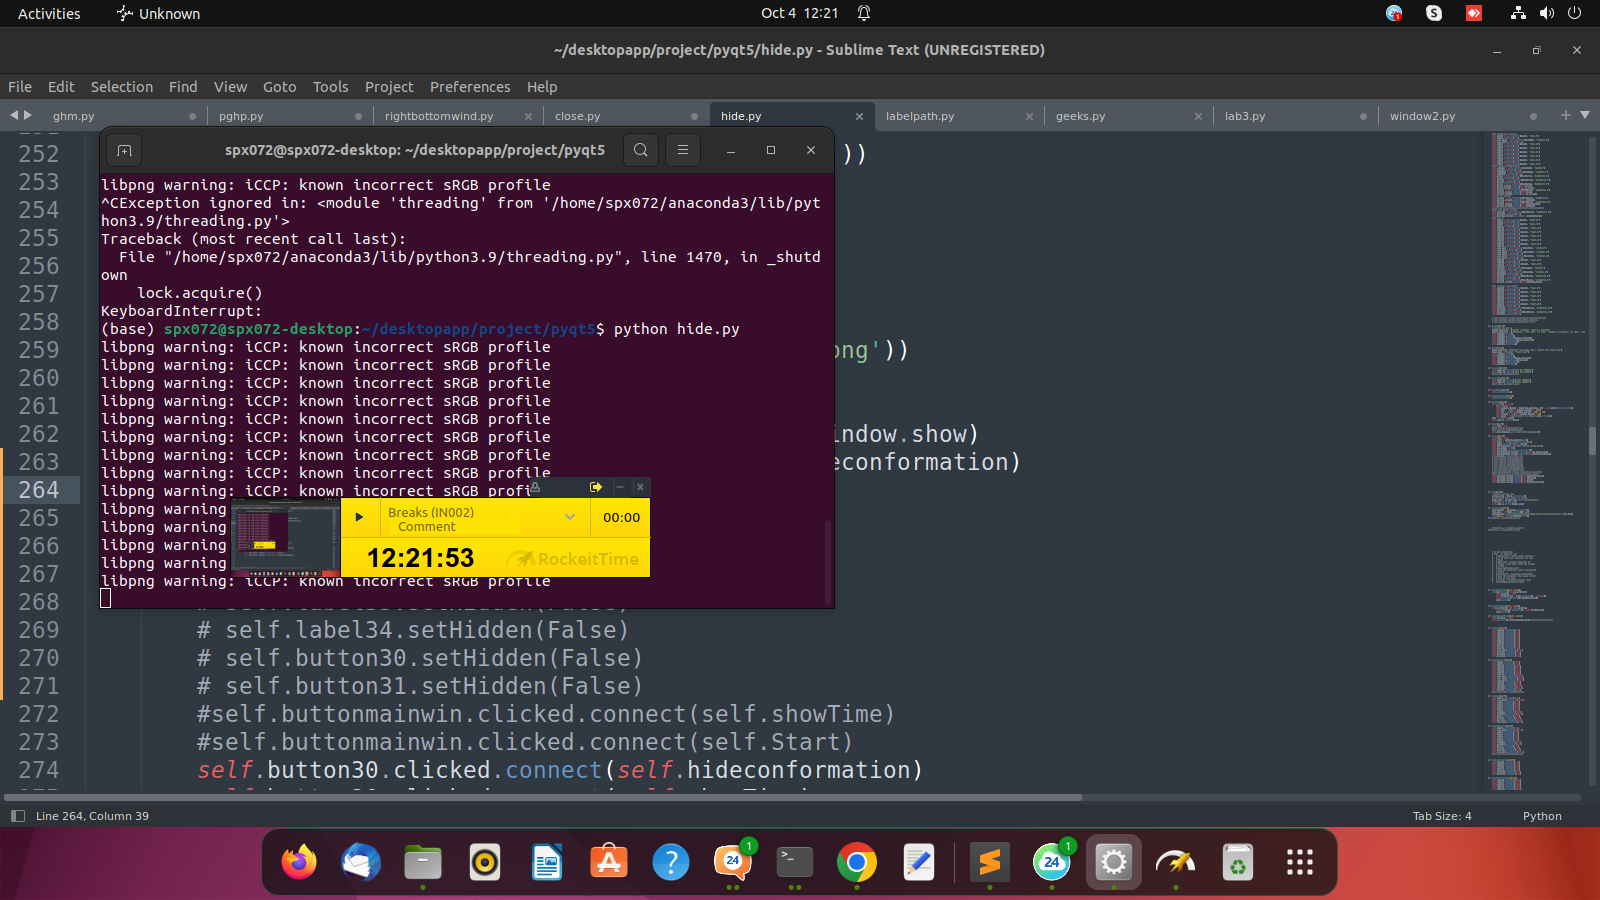 Activities
Unknown
Oct 4 12:21
~/desktopapp/project/pyqt5/hide.py - Sublime Text (UNREGISTERED)
File Edit Selection Find View Goto Tools Project Preferences Help
ghm.py
pghp.py
rightbottomwind.py
close.py
hide.py
labelpath.py
geeks.py
lab3.py
window2.py
spx072@spx072-desktop: ~/desktopapp/project/pyqt5
libpng warning: iCCP: known incorrect sRGB profile
^CException ignored in: <module 'threading' from '/home/spx072/anaconda3/lib/pyt
hon3.9/threading.py'>
Traceback (most recent call last):
File "/home/spx072/anaconda3/lib/python3.9/threading.py", line 1470, in _shutd
own
lock.acquire()
KeyboardInterrupt:
(base) spx072@spx072-desktop:~/desktopapp/project/pyqt5$ python hide.py
libpng warning: iCCP: known incorrect sRGB profile
libpng warning: iCCP: known incorrect sRGB profile
libpng warning: iCCP: known incorrect sRGB profile
libpng warning: iCCP: known incorrect sRGB profile
libpng warning: iCCP: known incorrect sRGB profile
libpng warning: iCCP: known incorrect sRGB profile
libpng warning: iCCP: known incorrect sRGB profile
libpng warning: iCCP: known incorrect sRGB profile
libpng warning: iCCP: known incorrect sRGB prof
libpng warning
libpng warning
libpng warning
libpng warning
libpng warning: iCCP: known incorrect sRGB profile
Breaks (IN002)
Comment
00:00
12:21:53
RockeitTime
252 '))
253
254
255
256
257
258
259 ong'))
260
261
262 indow.show)
263 econformation)
264
265
266
267
268
269 # self.label34.setHidden(False)
270 # self.button30.setHidden(False)
271 # self.button31.setHidden(False)
272 #self.buttonmainwin.clicked.connect(self.showTime)
273 #self.buttonmainwin.clicked.connect(self.Start)
274 self.button30.clicked.connect(self.hideconformation)
Line 264, Column 39
Tab Size: 4
Python
24
1
24
1